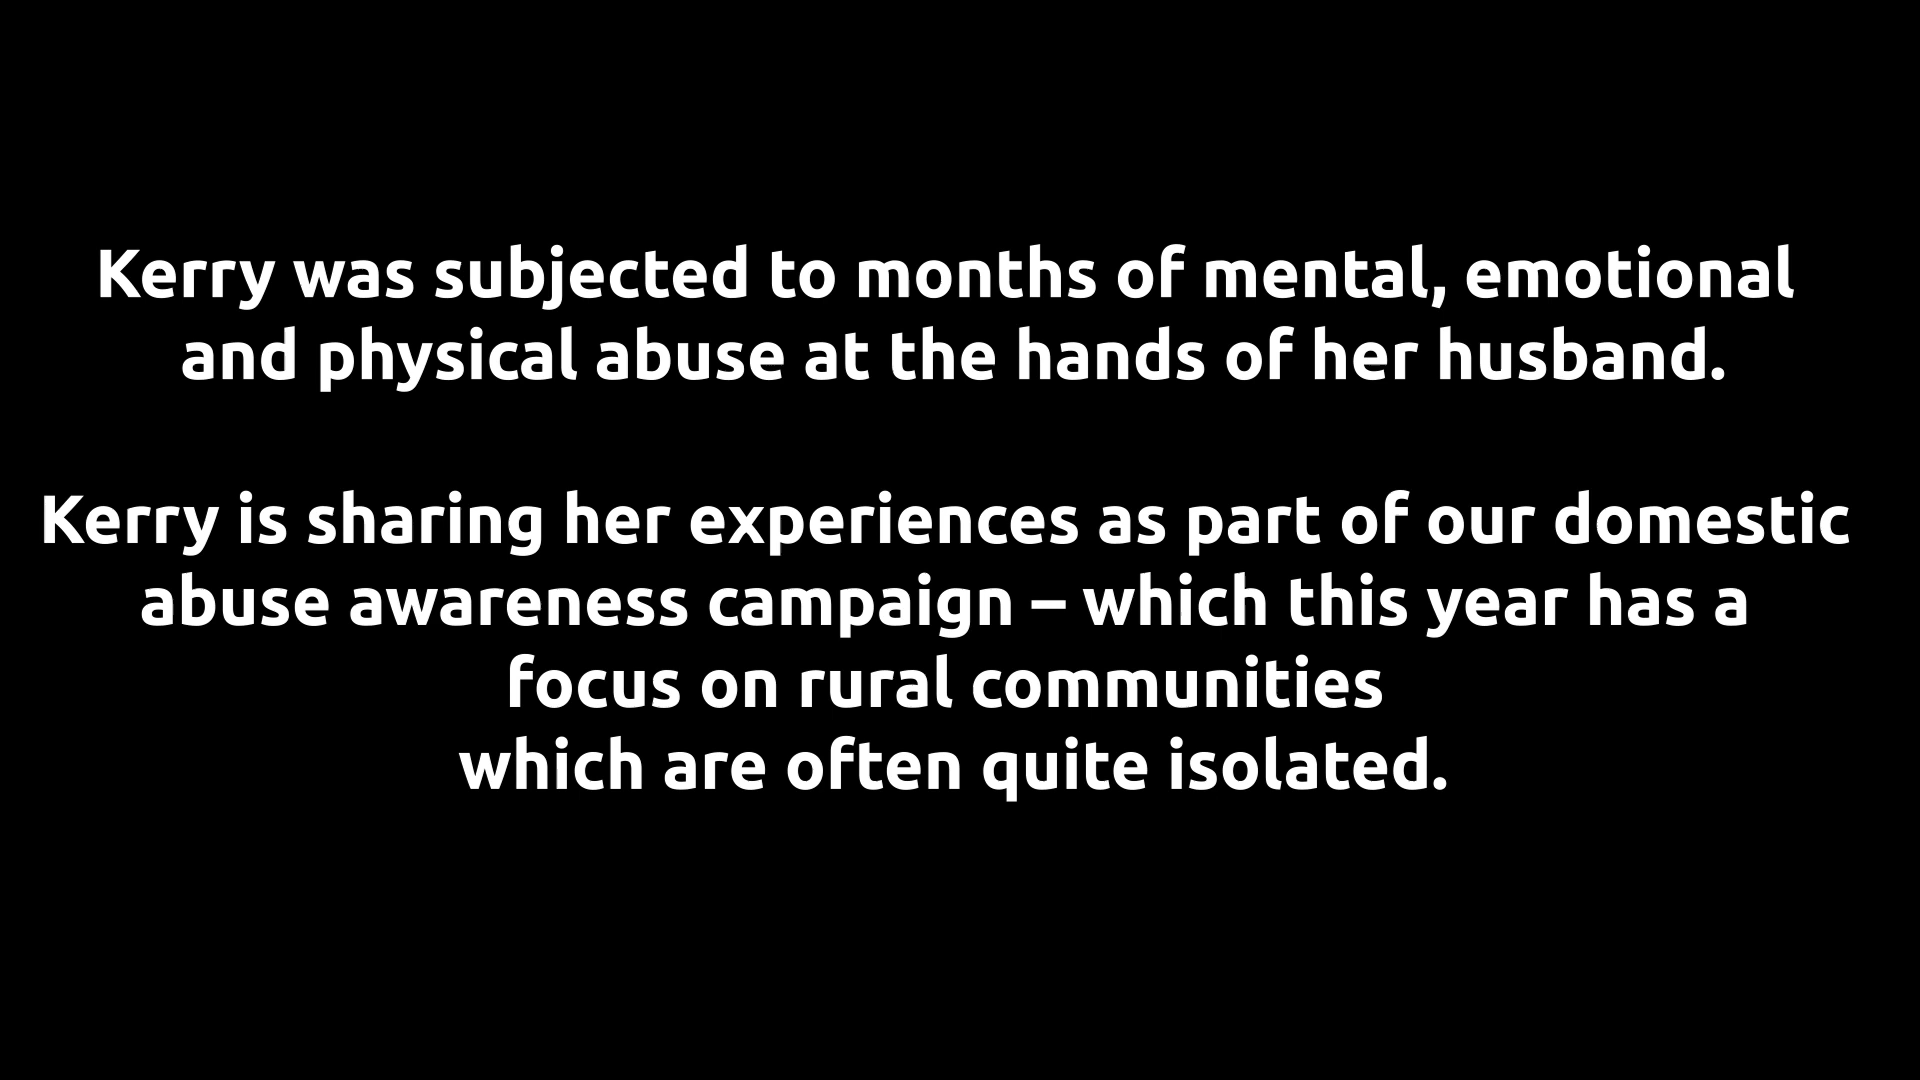 Kerry was subjected to months of mental, emotional
and physical abuse at the hands of her husband.
Kerry is sharing her experiences as part of our domestic
abuse awareness campaign – which this year has a
focus on rural communities
which are often quite isolated.